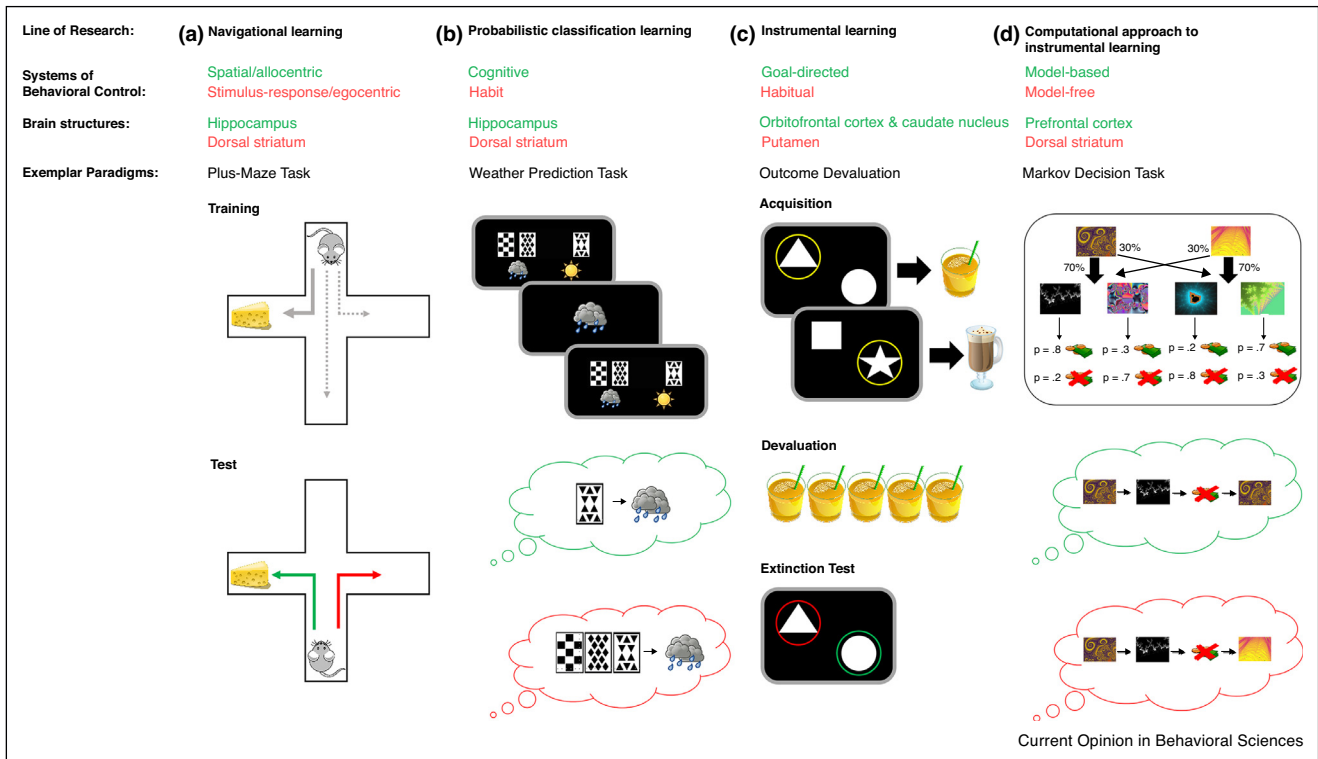 Line of Research:
(a) Navigational learning
(b) Probabilistic classification learning
(c) Instrumental learning
(d) Computational approach to
instrumental learning
Systems of
Behavioral Control:
Spatial/allocentric
Stimulus-response/egocentric
Cognitive
Habit
Goal-directed
Habitual
Model-based
Model-free
Brain structures:
Hippocampus
Dorsal striatum
Hippocampus
Dorsal striatum
Orbitofrontal cortex & caudate nucleus
Putamen
Prefrontal cortex
Dorsal striatum
Exemplar Paradigms:
Plus-Maze Task
Weather Prediction Task
Outcome Devaluation
Markov Decision Task
Training
Acquisition
30%
30%
70%
70%
p = .8
p = .3
p = .2
p = .7
p = .2
p = .7
p = .8
p = .3
Test
Devaluation
Extinction Test
Current Opinion in Behavioral Sciences